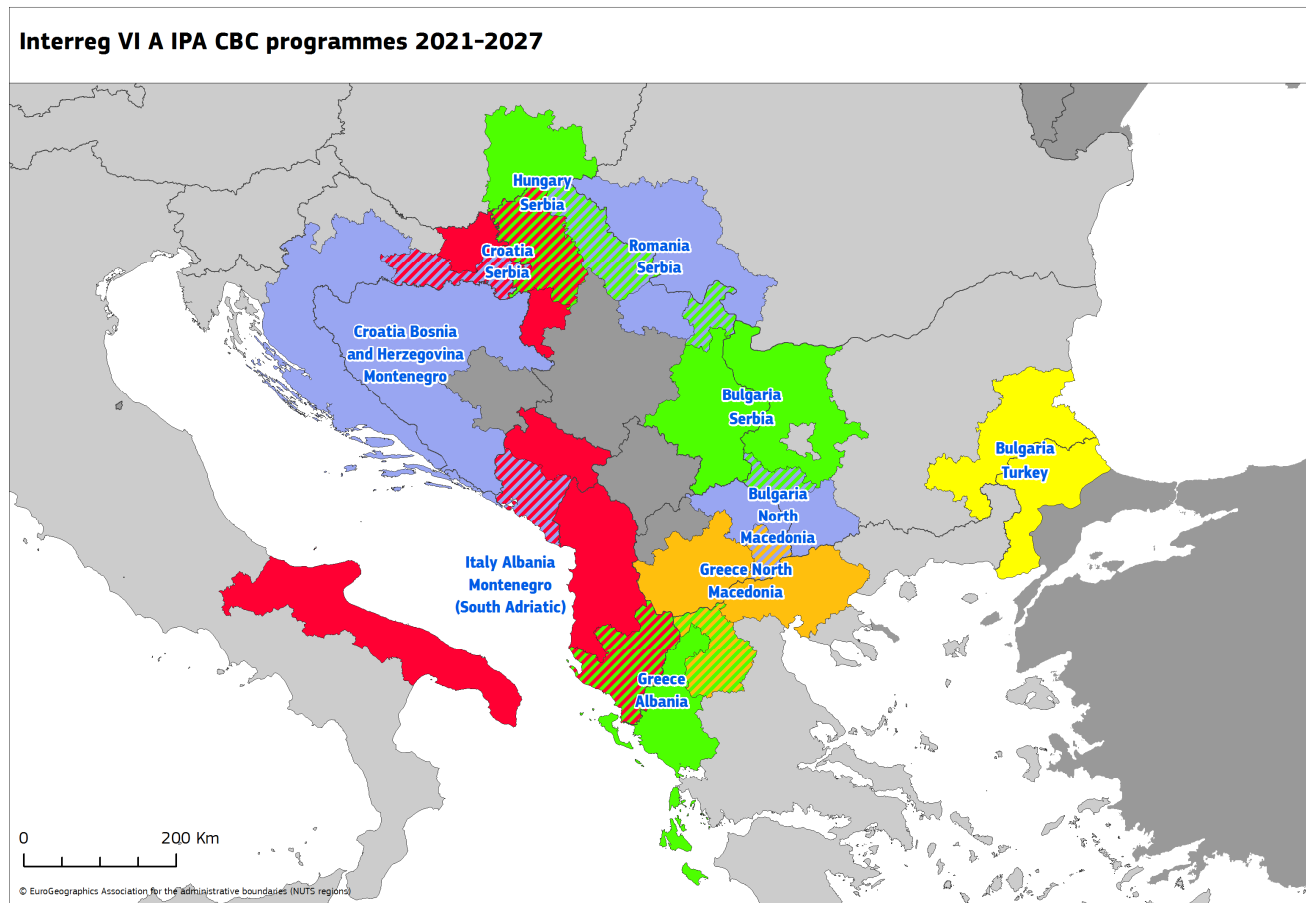 Interreg VI A IPA CBC programmes 2021-2027
Hungary
Serbia
Croatia
Serbia
Romania
Serbia
Croatia Bosnia
and Herzegovina
Montenegro
Bulgaria
Serbia
Bulgaria
Turkey
Bulgaria
North
Macedonia
Italy Albania
Montenegro
(South Adriatic)
Greece North
Macedonia
Greece
Albania
0 200 Km
© EuroGeographics Association for the administrative boundaries (NUTS regions)